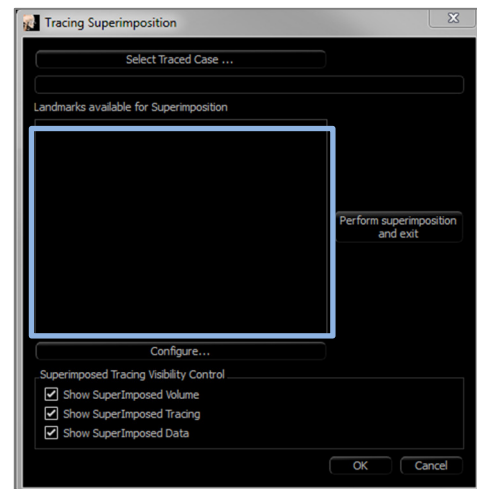 Tracing Superimposition
Select Traced Case ...
Landmarks available for Superimposition
Perform superimposition
and exit
Configure...
Superimposed Tracing Visibility Control
Show SuperImposed Volume
Show SuperImposed Tracing
Show SuperImposed Data
OK Cancel